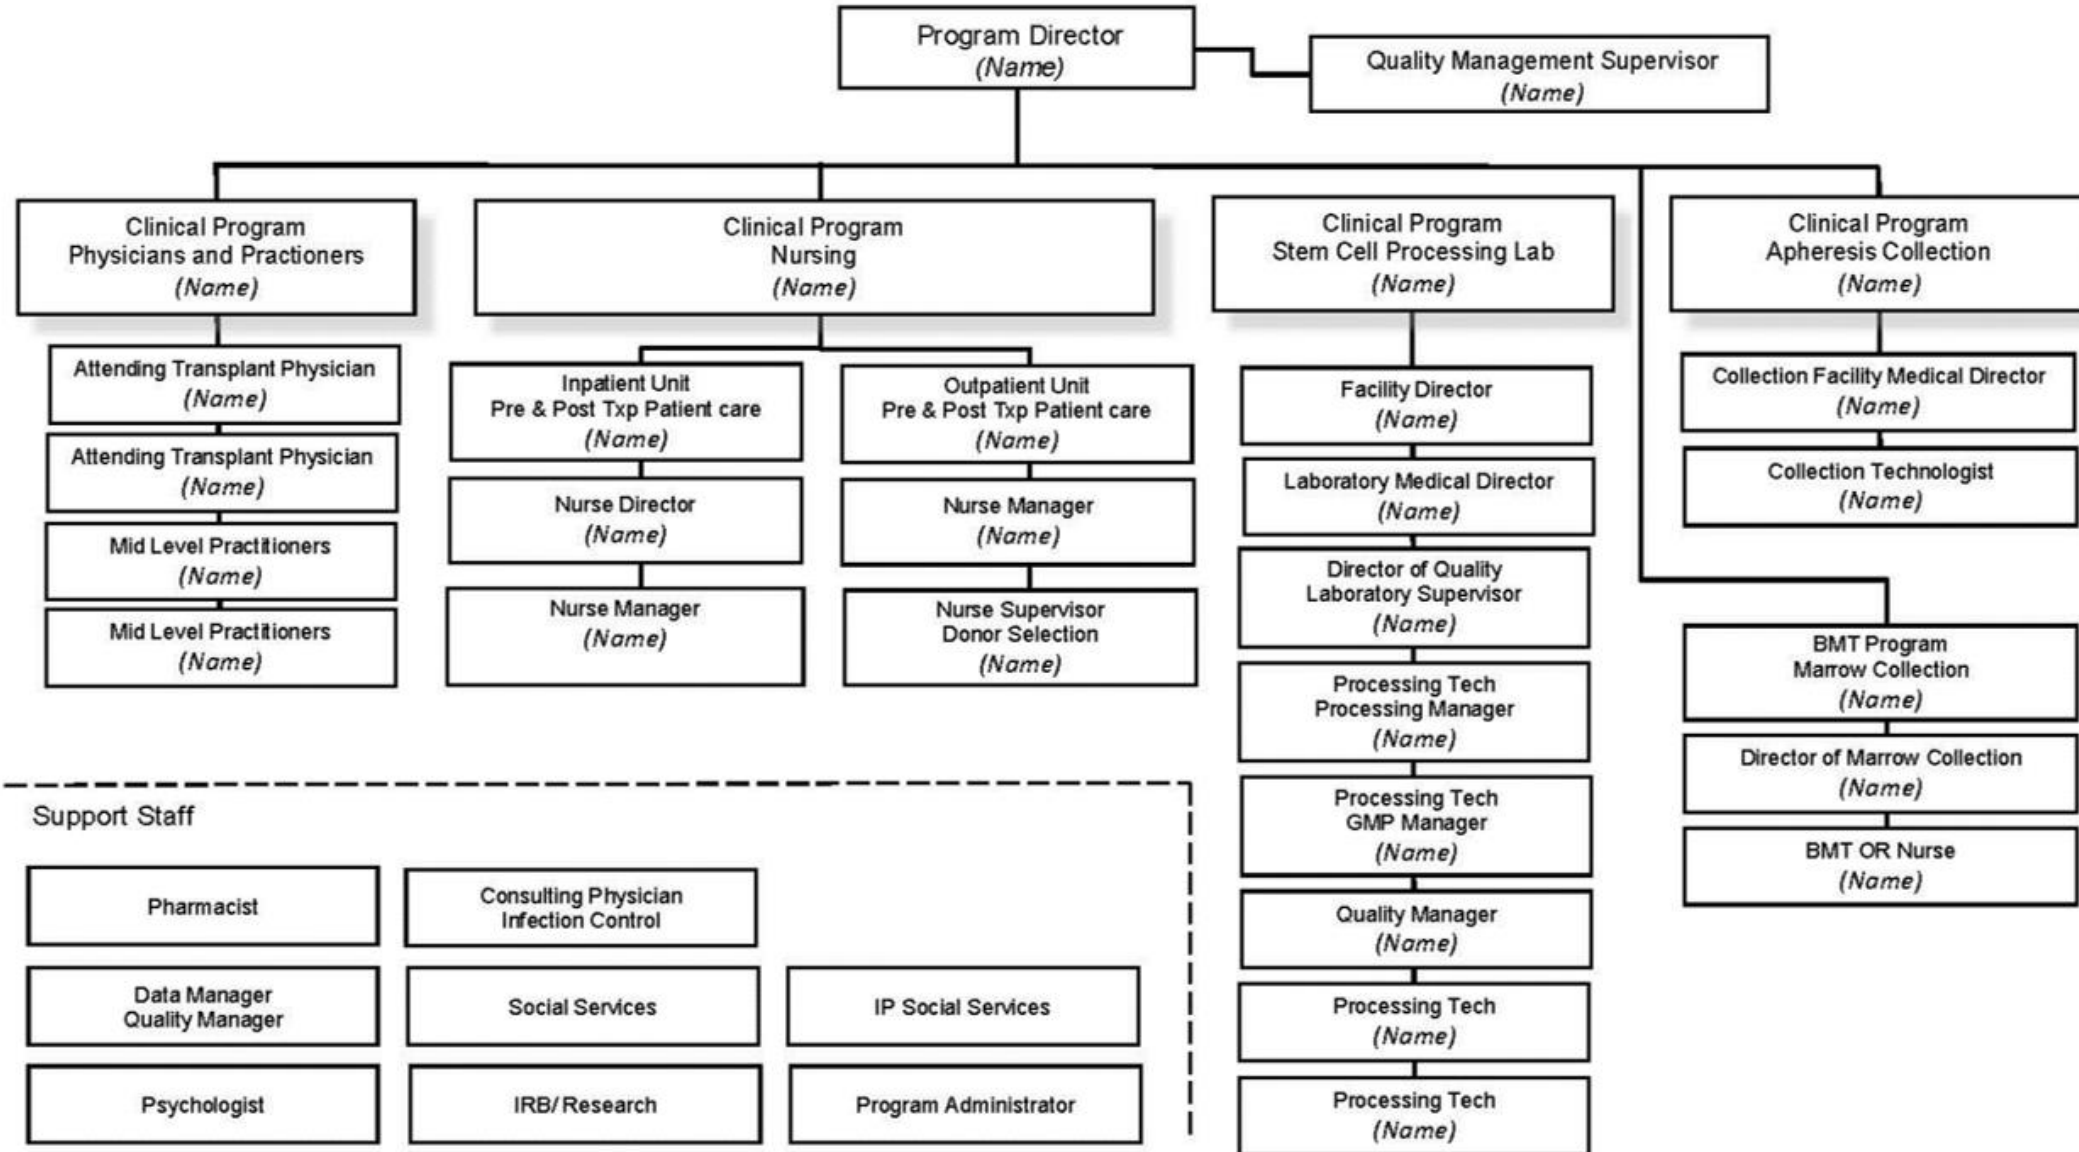 Program Director
(Name)
Quality Management Supervisor
(Name)
Clinical Program
Physicians and Practioners
(Name)
Clinical Program
Nursing
(Name)
Clinical Program
Stem Cell Processing Lab
(Name)
Clinical Program
Apheresis Collection
(Name)
Attending Transplant Physician
(Name)
Attending Transplant Physician
(Name)
Mid Level Practitioners
(Name)
Mid Level Practitioners
(Name)
Inpatient Unit
Pre & Post Txp Patient care
(Name)
Nurse Director
(Name)
Nurse Manager
(Name)
Outpatient Unit
Pre & Post Txp Patient care
(Name)
Nurse Manager
(Name)
Nurse Supervisor
Donor Selection
(Name)
Facility Director
(Name)
Laboratory Medical Director
(Name)
Director of Quality
Laboratory Supervisor
(Name)
Processing Tech
Processing Manager
(Name)
Processing Tech
GMP Manager
(Name)
Quality Manager
(Name)
Processing Tech
(Name)
Processing Tech
(Name)
Collection Facility Medical Director
(Name)
Collection Technologist
(Name)
BMT Program
Marrow Collection
(Name)
Director of Marrow Collection
(Name)
BMT OR Nurse
(Name)
Support Staff
Pharmacist
Consulting Physician
Infection Control
Data Manager
Quality Manager
Social Services
IP Social Services
Psychologist
IRB/Research
Program Administrator